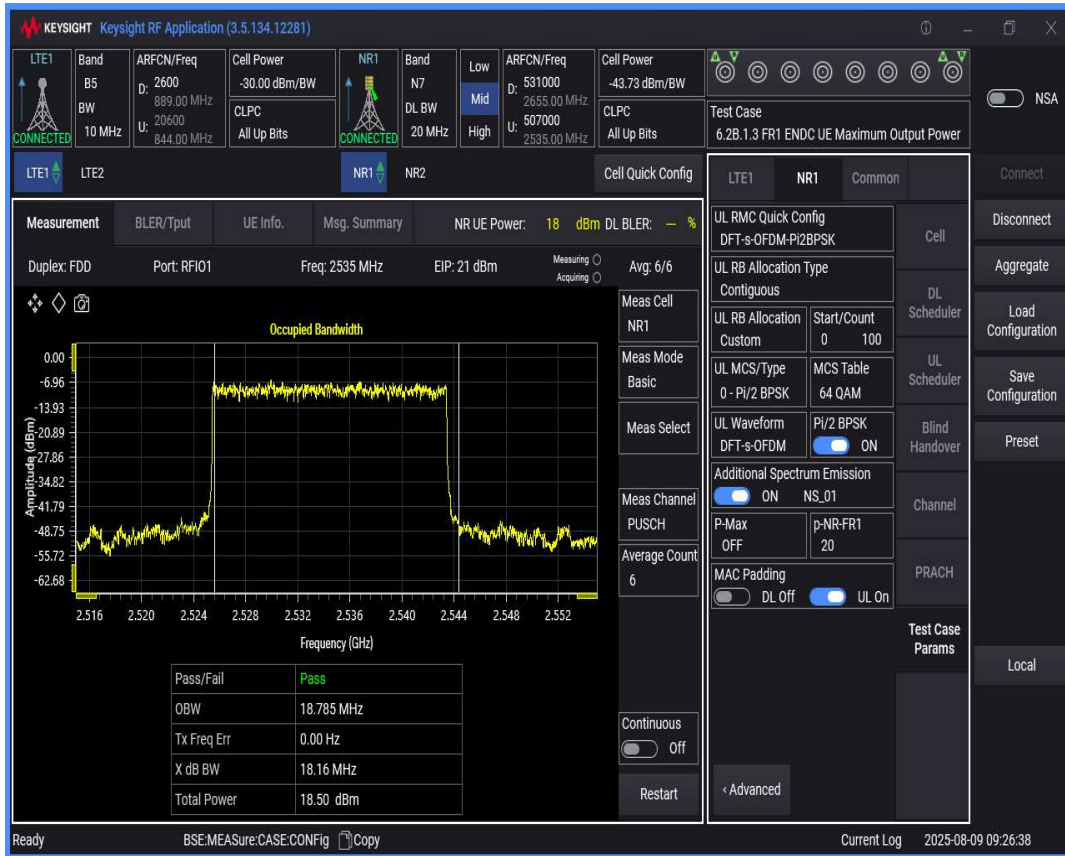 KEYSIGHT Keysight RF Application (3.5.134.12281)
LTE1
CONNECTED
Band
B5
BW
10 MHz
ARFCN/Freq
D: 2600
889.00 MHz
U: 20600
844.00 MHz
Cell Power
-30.00 dBm/BW
CLPC
All Up Bits
NR1
CONNECTED
Band
N7
DL BW
20 MHz
Low
Mid
High
ARFCN/Freq
D: 531000
2655.00 MHz
U: 507000
2535.00 MHz
Cell Power
-43.73 dBm/BW
CLPC
All Up Bits
Test Case
6.2B.1.3 FR1 ENDC UE Maximum Output Power
NSA
LTE1 LTE2 NR1 NR2 Cell Quick Config
Measurement BLER/Tput UE Info. Msg. Summary NR UE Power: 18 dBm DL BLER: -- %
Duplex: FDD Port: RFIO1 Freq: 2535 MHz EIP: 21 dBm Measuring Acquiring Avg: 6/6
Occupied Bandwidth
Amplitude (dBm)
0.00
-6.96
-13.93
-20.89
-27.86
-34.82
-41.79
-48.75
-55.72
-62.68
2.516 2.520 2.524 2.528 2.532 2.536 2.540 2.544 2.548 2.552
Frequency (GHz)
Pass/Fail Pass
OBW 18.785 MHz
Tx Freq Err 0.00 Hz
X dB BW 18.16 MHz
Total Power 18.50 dBm
Meas Cell
NR1
Meas Mode
Basic
Meas Select
Meas Channel
PUSCH
Average Count
6
Continuous
Off
Restart
LTE1 NR1 Common
UL RMC Quick Config
DFT-s-OFDM-Pi2BPSK
UL RB Allocation Type
Contiguous
UL RB Allocation
Custom
Start/Count
0 100
UL MCS/Type
0 - Pi/2 BPSK
MCS Table
64 QAM
UL Waveform
DFT-s-OFDM
Pi/2 BPSK
ON
Additional Spectrum Emission
ON NS_01
P-Max
OFF
p-NR-FR1
20
MAC Padding
DL Off UL On
‹ Advanced
Cell
DL
Scheduler
UL
Scheduler
Blind
Handover
Channel
PRACH
Test Case
Params
Connect
Disconnect
Aggregate
Load
Configuration
Save
Configuration
Preset
Local
Ready BSE:MEASure:CASE:CONFig Copy Current Log 2025-08-09 09:26:38